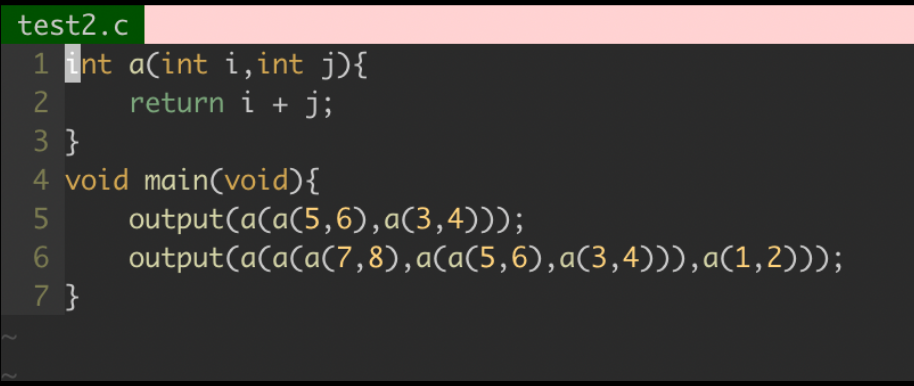 test2.c
1 int a(int i,int j){
2     return i + j;
3 }
4 void main(void){
5     output(a(a(5,6),a(3,4)));
6     output(a(a(a(7,8),a(a(5,6),a(3,4))),a(1,2)));
7 }
~
~